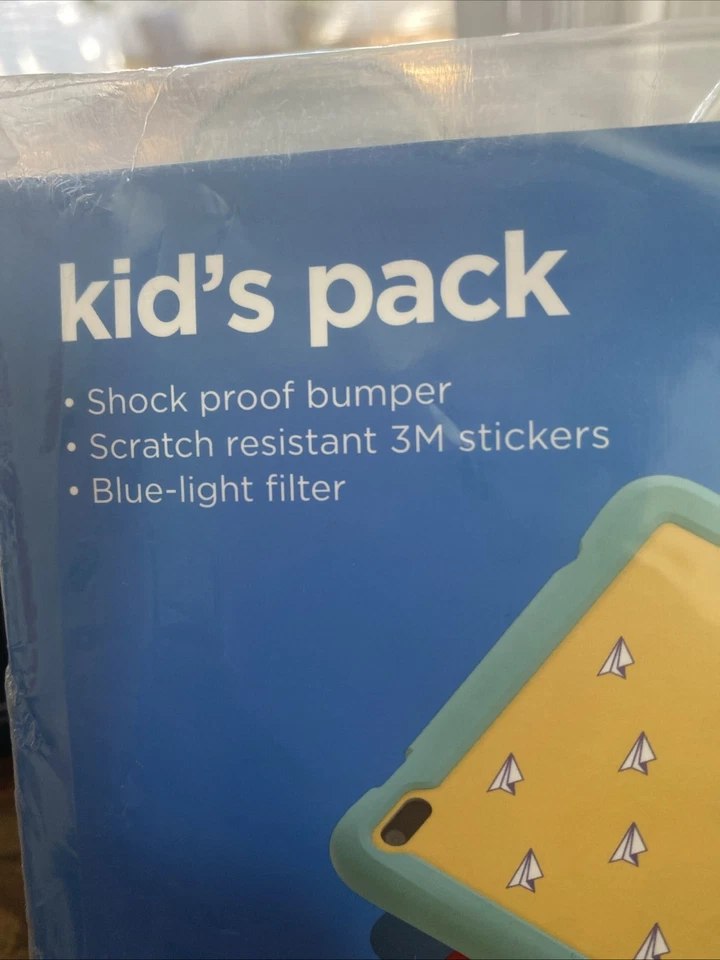 kid's pack
• Shock proof bumper
• Scratch resistant 3M stickers
• Blue-light filter